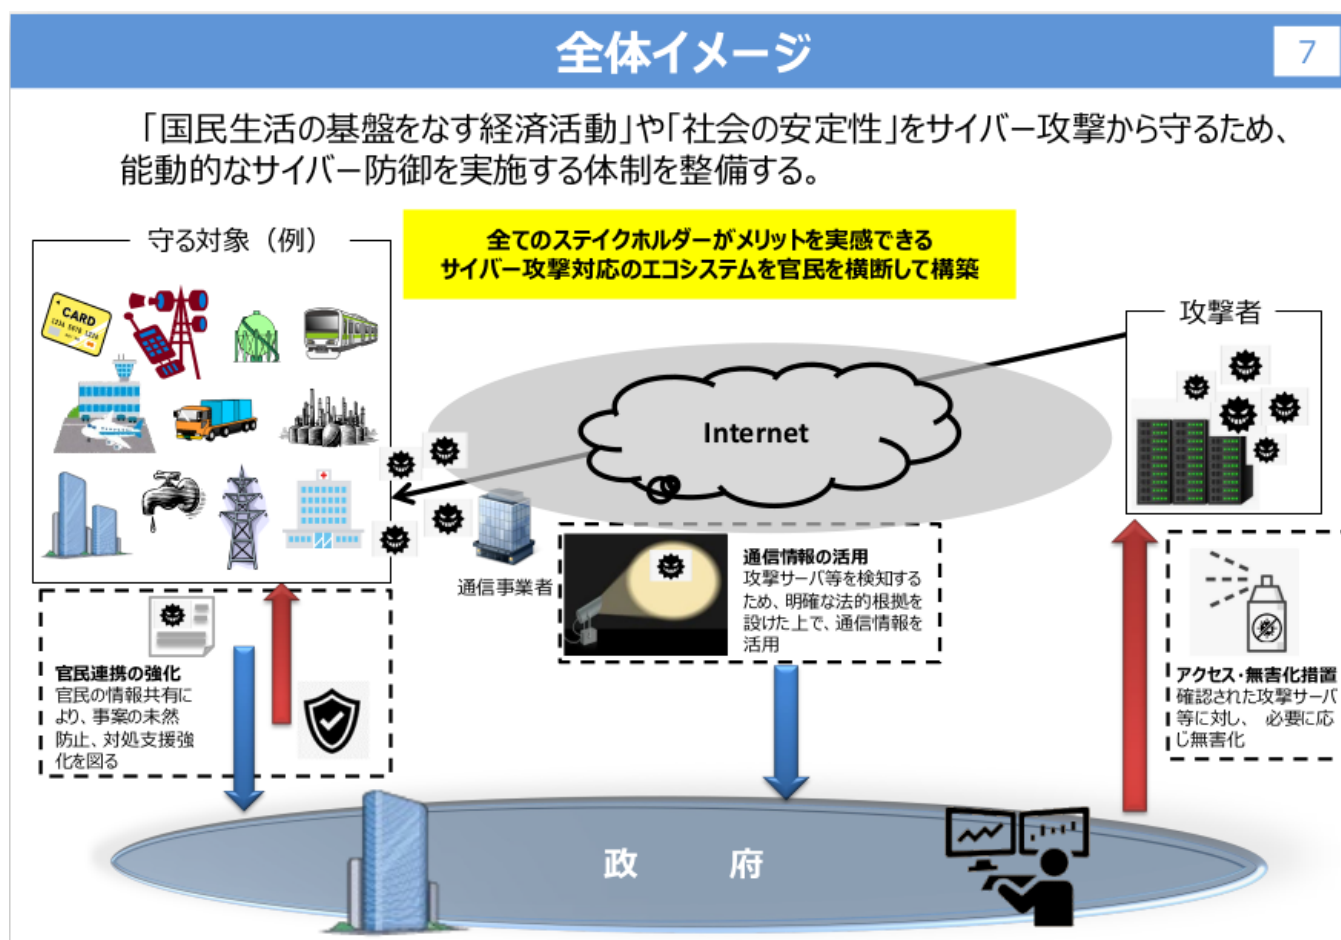 全体イメージ
7
「国民生活の基盤をなす経済活動」や「社会の安定性」をサイバー攻撃から守るため、
能動的なサイバー防御を実施する体制を整備する。
守る対象（例）
全てのステイクホルダーがメリットを実感できる
サイバー攻撃対応のエコシステムを官民を横断して構築
攻撃者
CARD
1234 5678 1234
Internet
通信事業者
通信情報の活用
攻撃サーバ等を検知する
ため、明確な法的根拠を
設けた上で、通信情報を
活用
官民連携の強化
官民の情報共有に
より、事案の未然
防止、対処支援強
化を図る
アクセス・無害化措置
確認された攻撃サーバ
等に対し、 必要に応
じ無害化
政 府